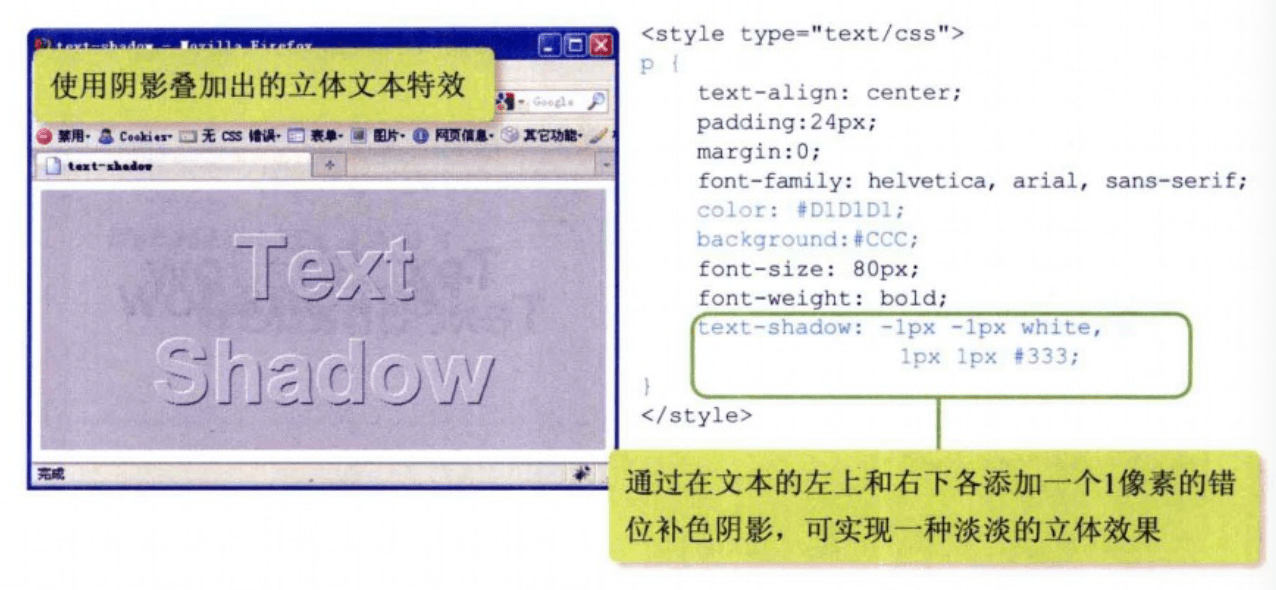 text-shadow - Mozilla Firefox
使用阴影叠加出的立体文本特效
Google
禁用· Cookies· 无 CSS 错误· 表单· 图片· 网页信息· 其它功能·
text-shadow
Text
Shadow
完成
<style type="text/css">
p {
text-align: center;
padding:24px;
margin:0;
font-family: helvetica, arial, sans-serif;
color: #D1D1D1;
background:#CCC;
font-size: 80px;
font-weight: bold;
text-shadow: -1px -1px white,
1px 1px #333;
}
</style>
通过在文本的左上和右下各添加一个1像素的错
位补色阴影，可实现一种淡淡的立体效果